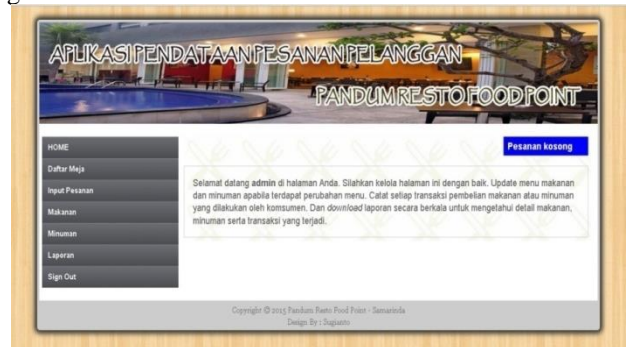 APLIKASI PENDATAAN PESANAN PELANGGAN
PANDUM RESTO FOOD POINT
HOME
Daftar Meja
Input Pesanan
Makanan
Minuman
Laporan
Sign Out
Pesanan kosong
Selamat datang admin di halaman Anda. Silahkan kelola halaman ini dengan baik. Update menu makanan
dan minuman apabila terdapat perubahan menu. Catat setiap transaksi pembelian makanan atau minuman
yang dilakukan oleh komsumen. Dan download laporan secara berkala untuk mengetahui detail makanan,
minuman serta transaksi yang terjadi.
Copyright © 2015 Pandum Resto Food Point - Samarinda
Design By : Sugianto